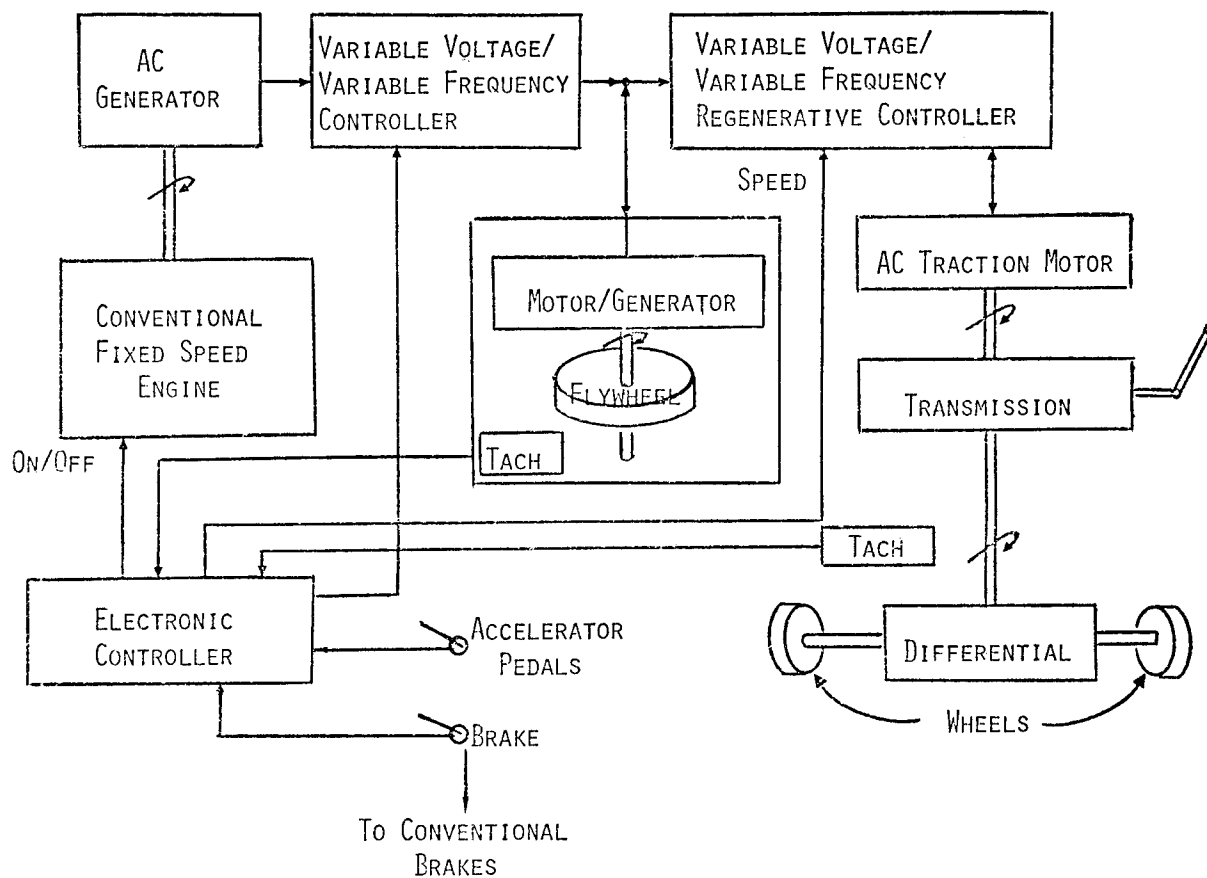 AC
GENERATOR
VARIABLE VOLTAGE/
VARIABLE FREQUENCY
CONTROLLER
VARIABLE VOLTAGE/
VARIABLE FREQUENCY
REGENERATIVE CONTROLLER
SPEED
CONVENTIONAL
FIXED SPEED
ENGINE
MOTOR/GENERATOR
FLYWHEEL
TACH
AC TRACTION MOTOR
TRANSMISSION
ON/OFF
TACH
ELECTRONIC
CONTROLLER
ACCELERATOR
PEDALS
DIFFERENTIAL
WHEELS
BRAKE
TO CONVENTIONAL
BRAKES